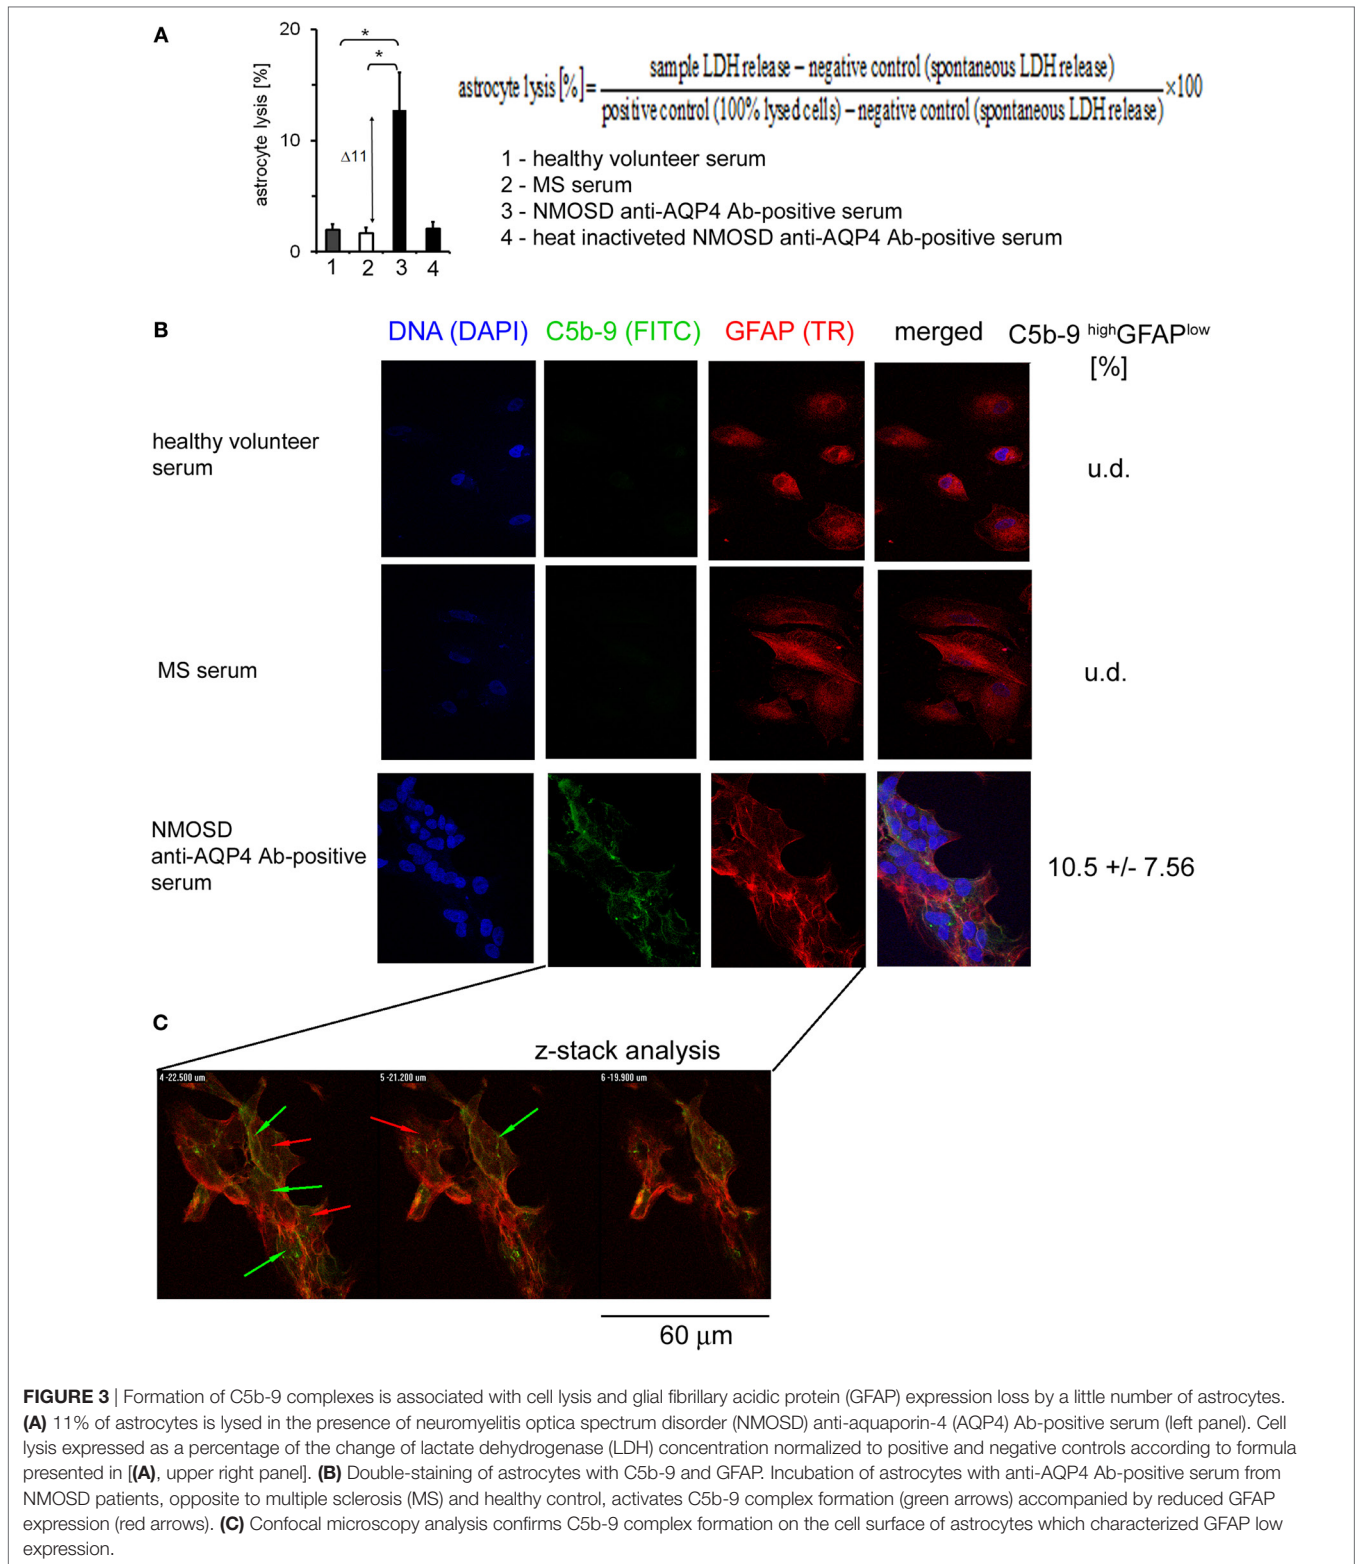 A
20
10
0
astrocyte lysis [%]
*
*
Δ11
1 2 3 4
astrocyte lysis [%] = sample LDH release – negative control (spontaneous LDH release)
positive control (100% lysed cells) – negative control (spontaneous LDH release) ×100
1 - healthy volunteer serum
2 - MS serum
3 - NMOSD anti-AQP4 Ab-positive serum
4 - heat inactiveted NMOSD anti-AQP4 Ab-positive serum
B
DNA (DAPI) C5b-9 (FITC) GFAP (TR) merged C5b-9 highGFAPlow
[%]
healthy volunteer
serum
u.d.
MS serum
u.d.
NMOSD
anti-AQP4 Ab-positive
serum
10.5 +/- 7.56
C
z-stack analysis
4 -22.500 um
5 -21.200 um
6 -19.900 um
60 μm
FIGURE 3 | Formation of C5b-9 complexes is associated with cell lysis and glial fibrillary acidic protein (GFAP) expression loss by a little number of astrocytes.
(A) 11% of astrocytes is lysed in the presence of neuromyelitis optica spectrum disorder (NMOSD) anti-aquaporin-4 (AQP4) Ab-positive serum (left panel). Cell
lysis expressed as a percentage of the change of lactate dehydrogenase (LDH) concentration normalized to positive and negative controls according to formula
presented in [(A), upper right panel]. (B) Double-staining of astrocytes with C5b-9 and GFAP. Incubation of astrocytes with anti-AQP4 Ab-positive serum from
NMOSD patients, opposite to multiple sclerosis (MS) and healthy control, activates C5b-9 complex formation (green arrows) accompanied by reduced GFAP
expression (red arrows). (C) Confocal microscopy analysis confirms C5b-9 complex formation on the cell surface of astrocytes which characterized GFAP low
expression.